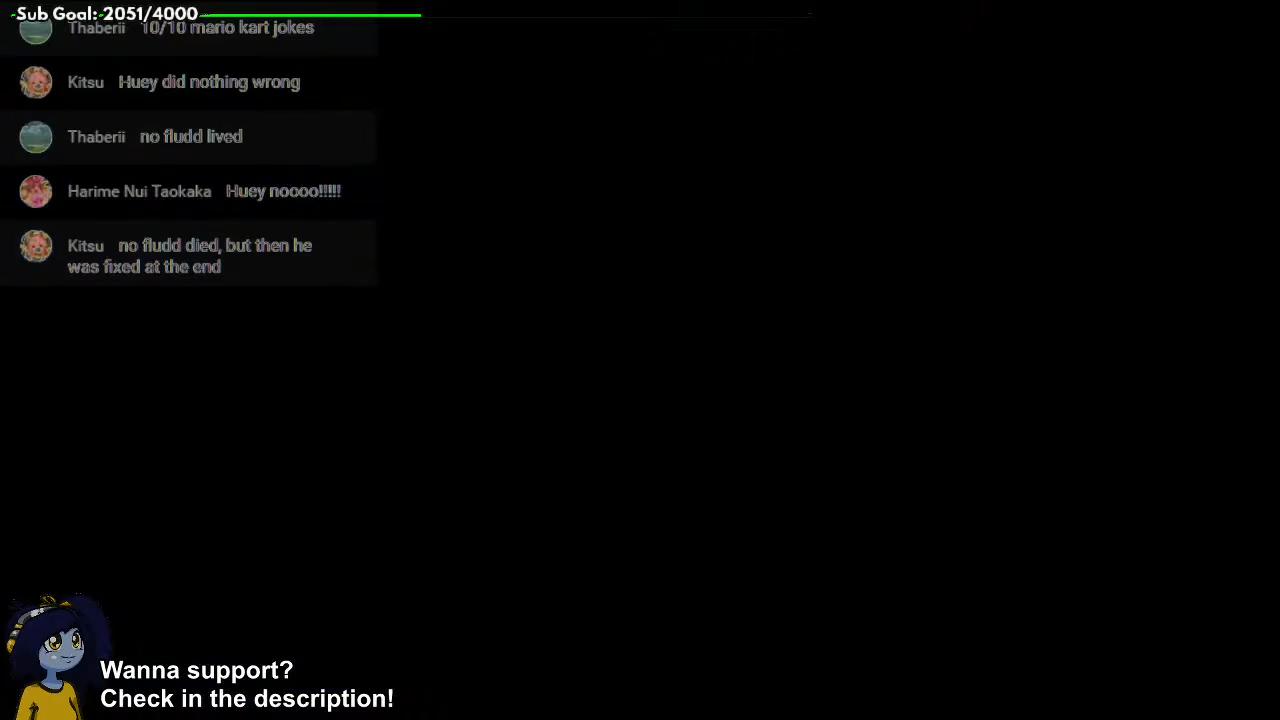 Sub Goal: 2051/4000
Thaberii 10/10 mario kart jokes
Kitsu Huey did nothing wrong
Thaberii no fludd lived
Harime Nui Taokaka Huey noooo!!!!!
Kitsu no fludd died, but then he
was fixed at the end
Wanna support?
Check in the description!